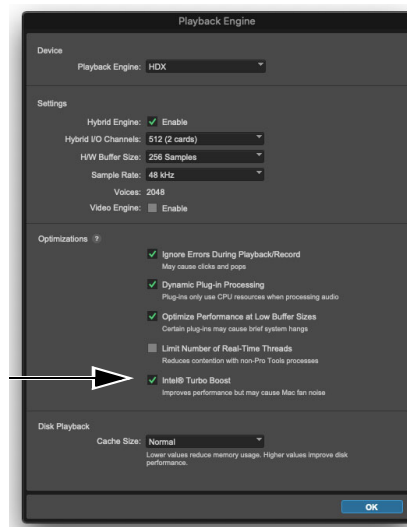 Playback Engine
Device
Playback Engine: HDX
Settings
Hybrid Engine: Enable
Hybrid I/O Channels: 512 (2 cards)
H/W Buffer Size: 256 Samples
Sample Rate: 48 kHz
Voices: 2048
Video Engine: Enable
Optimizations ?
Ignore Errors During Playback/Record
May cause clicks and pops
Dynamic Plug-in Processing
Plug-ins only use CPU resources when processing audio
Optimize Performance at Low Buffer Sizes
Certain plug-ins may cause brief system hangs
Limit Number of Real-Time Threads
Reduces contention with non-Pro Tools processes
Intel® Turbo Boost
Improves performance but may cause Mac fan noise
Disk Playback
Cache Size: Normal
Lower values reduce memory usage. Higher values improve disk
performance.
OK